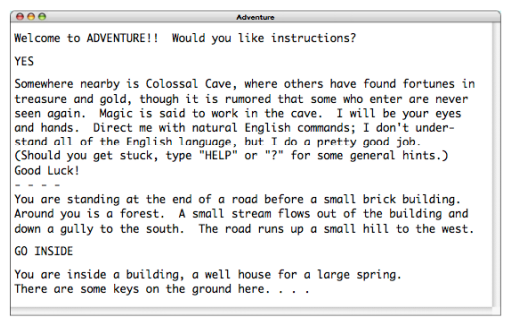 Adventure
Welcome to ADVENTURE!!  Would you like instructions?
YES
Somewhere nearby is Colossal Cave, where others have found fortunes in
treasure and gold, though it is rumored that some who enter are never
seen again.  Magic is said to work in the cave.  I will be your eyes
and hands.  Direct me with natural English commands; I don't under-
stand all of the English language, but I do a pretty good job.
(Should you get stuck, type "HELP" or "?" for some general hints.)
Good Luck!
- - - -
You are standing at the end of a road before a small brick building.
Around you is a forest.  A small stream flows out of the building and
down a gully to the south.  The road runs up a small hill to the west.
GO INSIDE
You are inside a building, a well house for a large spring.
There are some keys on the ground here. . . .